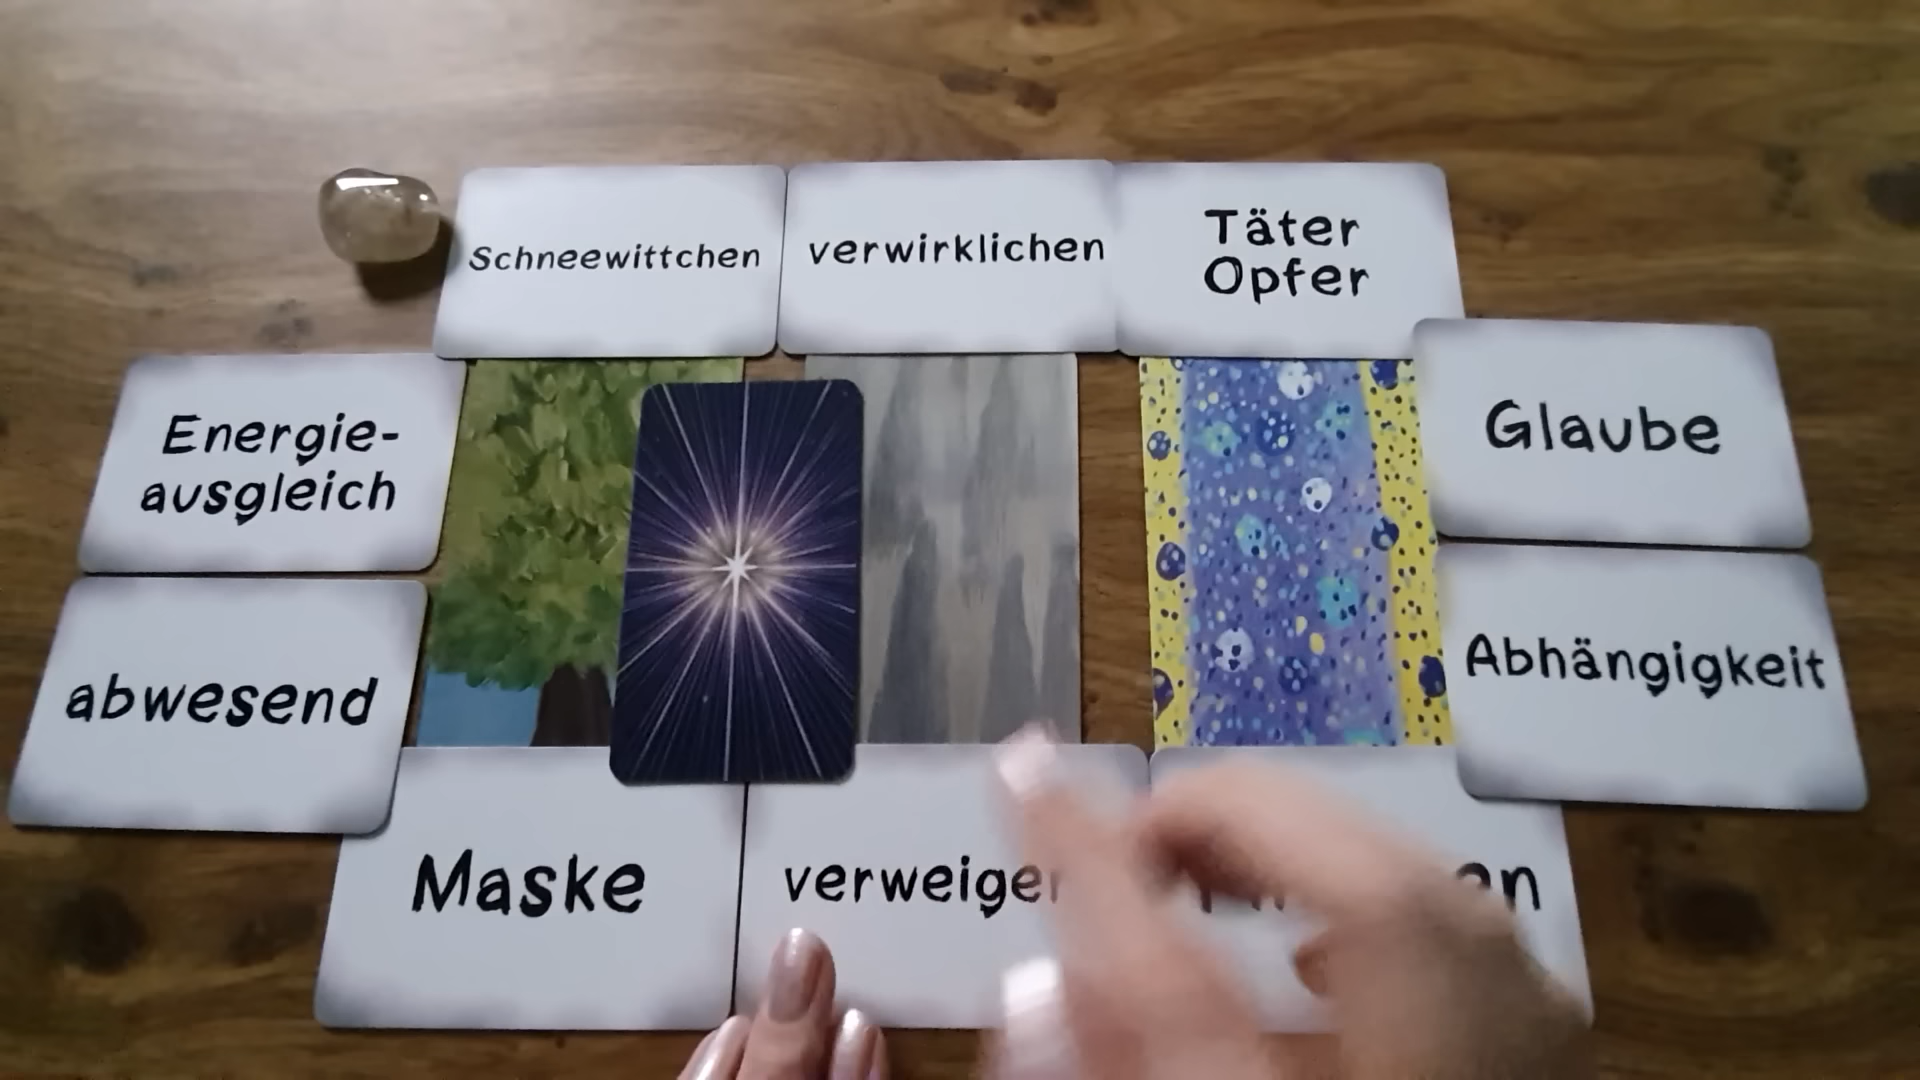 Schneewittchen
verwirklichen
Täter
Opfer
Energie-
ausgleich
Glaube
abwesend
Abhängigkeit
Maske